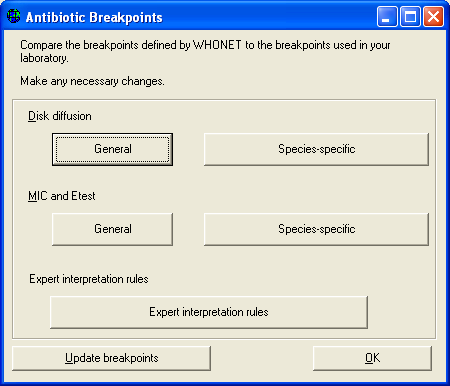 Antibiotic Breakpoints
Compare the breakpoints defined by WHONET to the breakpoints used in your
laboratory.
Make any necessary changes.
Disk diffusion
General
Species-specific
MIC and Etest
General
Species-specific
Expert interpretation rules
Expert interpretation rules
Update breakpoints
OK